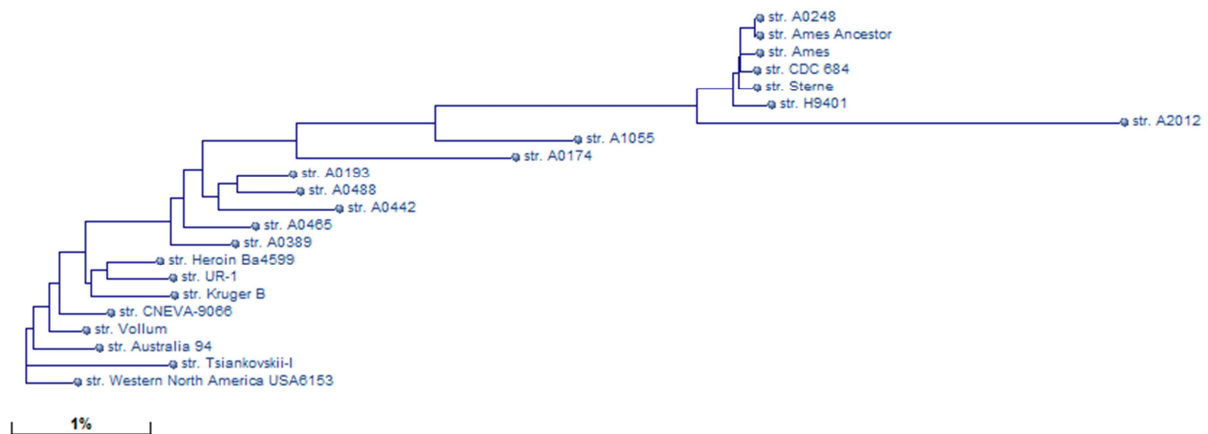 str. A0248
str. Ames Ancestor
str. Ames
str. CDC 684
str. Sterne
str. H9401
str. A2012
str. A1055
str. A0174
str. A0193
str. A0488
str. A0442
str. A0465
str. A0389
str. Heroin Ba4599
str. UR-1
str. Kruger B
str. CNEVA-9066
str. Vollum
str. Australia 94
str. Tsiankovskii-I
str. Western North America USA6153
1%